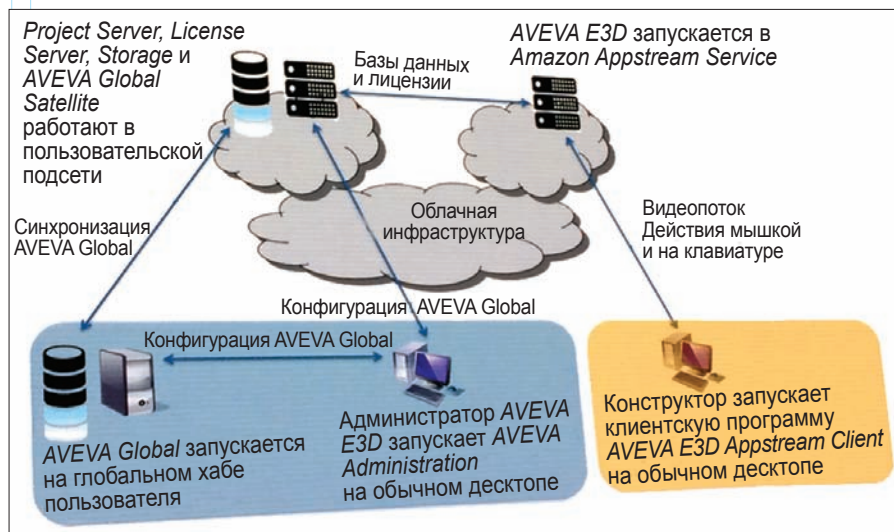 Project Server, License
Server, Storage и
AVEVA Global
Satellite
работают в
пользовательской
подсети
Базы данных
и лицензии
AVEVA E3D запускается в
Amazon Appstream Service
Синхронизация
AVEVA Global
Облачная
инфраструктура
Видеопоток
Действия мышкой
и на клавиатуре
Конфигурация AVEVA Global
Конфигурация AVEVA Global
AVEVA Global запускается
на глобальном хабе
пользователя
Администратор AVEVA
E3D запускает AVEVA
Administration
на обычном десктопе
Конструктор запускает
клиентскую программу
AVEVA E3D Appstream Client
на обычном десктопе